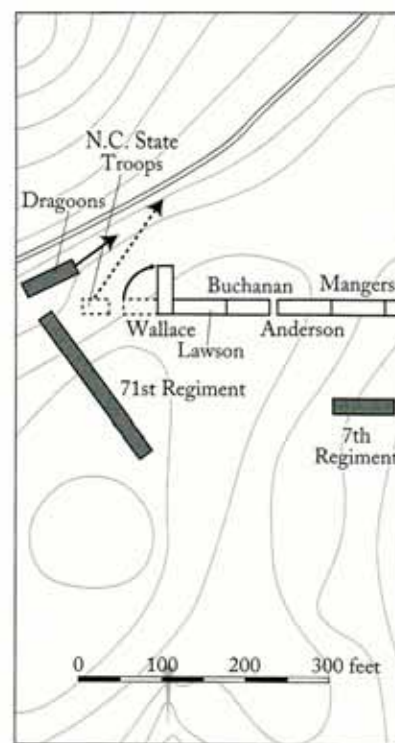 N.C. State
Troops
Dragoons
Buchanan
Mangers
Wallace
Anderson
Lawson
71st Regiment
7th
Regiment
0 100 200 300 feet